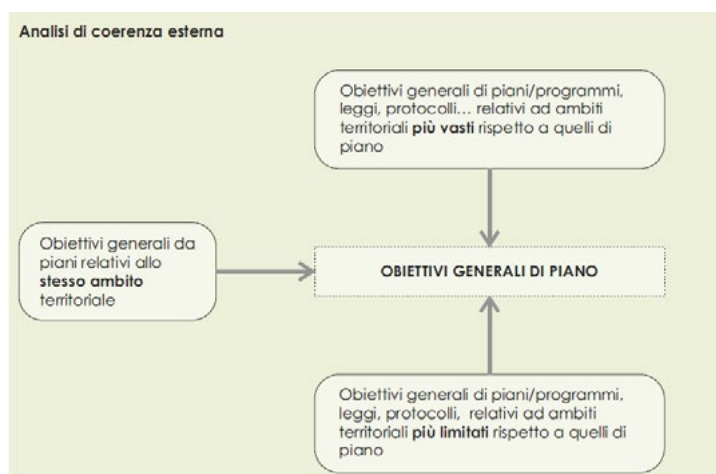 Analisi di coerenza esterna
Obiettivi generali di piani/programmi,
leggi, protocolli... relativi ad ambiti
territoriali più vasti rispetto a quelli di
piano
Obiettivi generali da
piani relativi allo
stesso ambito
territoriale
OBIETTIVI GENERALI DI PIANO
Obiettivi generali di piani/programmi,
leggi, protocolli, relativi ad ambiti
territoriali più limitati rispetto a quelli di
piano